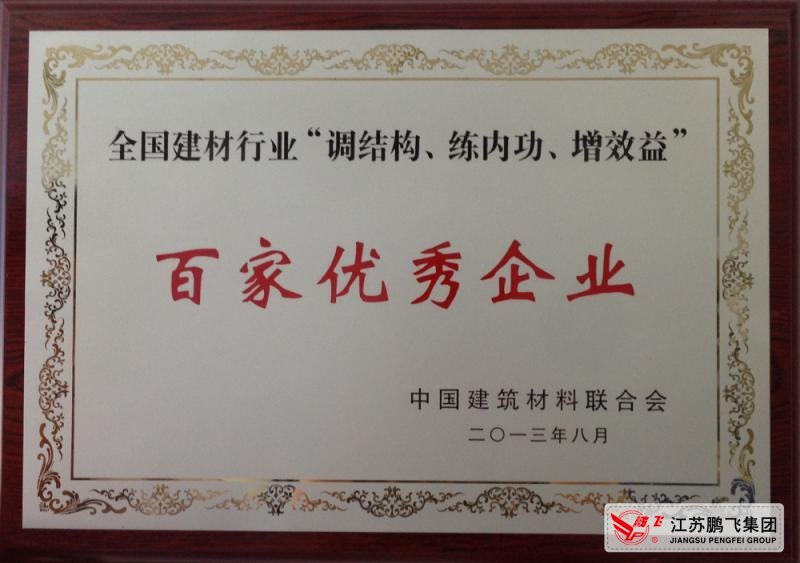 全国建材行业“调结构、练内功、增效益”
百家优秀企业
中国建筑材料联合会
二〇一三年八月
鹏飞
江苏鹏飞集团
JIANGSU PENGFEI GROUP